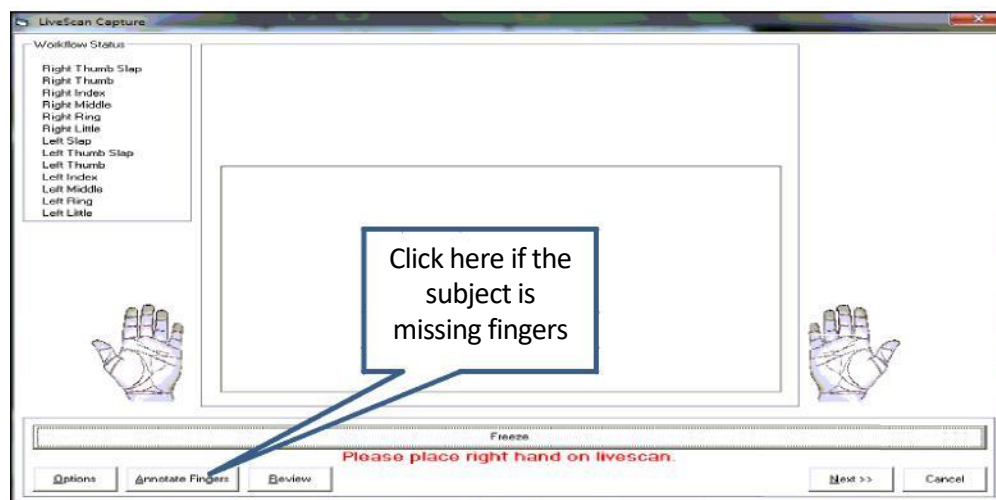 LiveScan Capture
Workflow Status
Right Thumb Slap
Right Thumb
Right Index
Right Middle
Right Ring
Right Little
Left Slap
Left Thumb Slap
Left Thumb
Left Index
Left Middle
Left Ring
Left Little
Click here if the
subject is
missing fingers
Freeze
Please place right hand on livescan.
Options
Annotate Fingers
Review
Next >>
Cancel